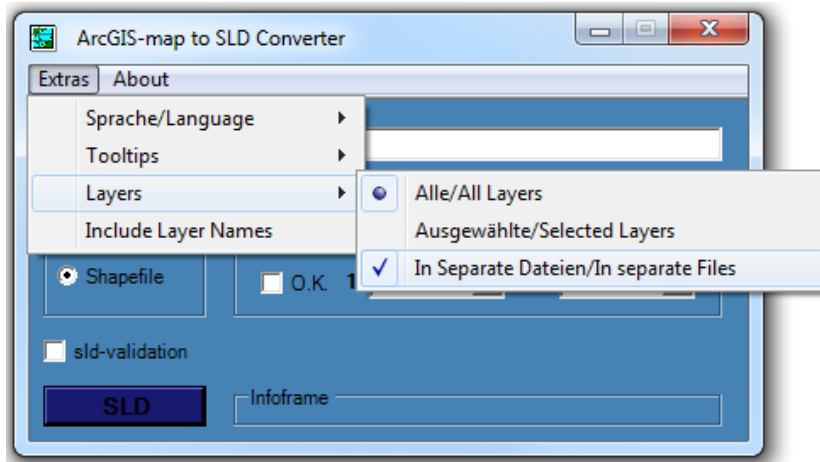 ArcGIS-map to SLD Converter
Extras About
Sprache/Language
Tooltips
Layers
Alle/All Layers
Include Layer Names
Ausgewählte/Selected Layers
Shapefile
O.K. 1
In Separate Dateien/In separate Files
sld-validation
SLD
Infoframe